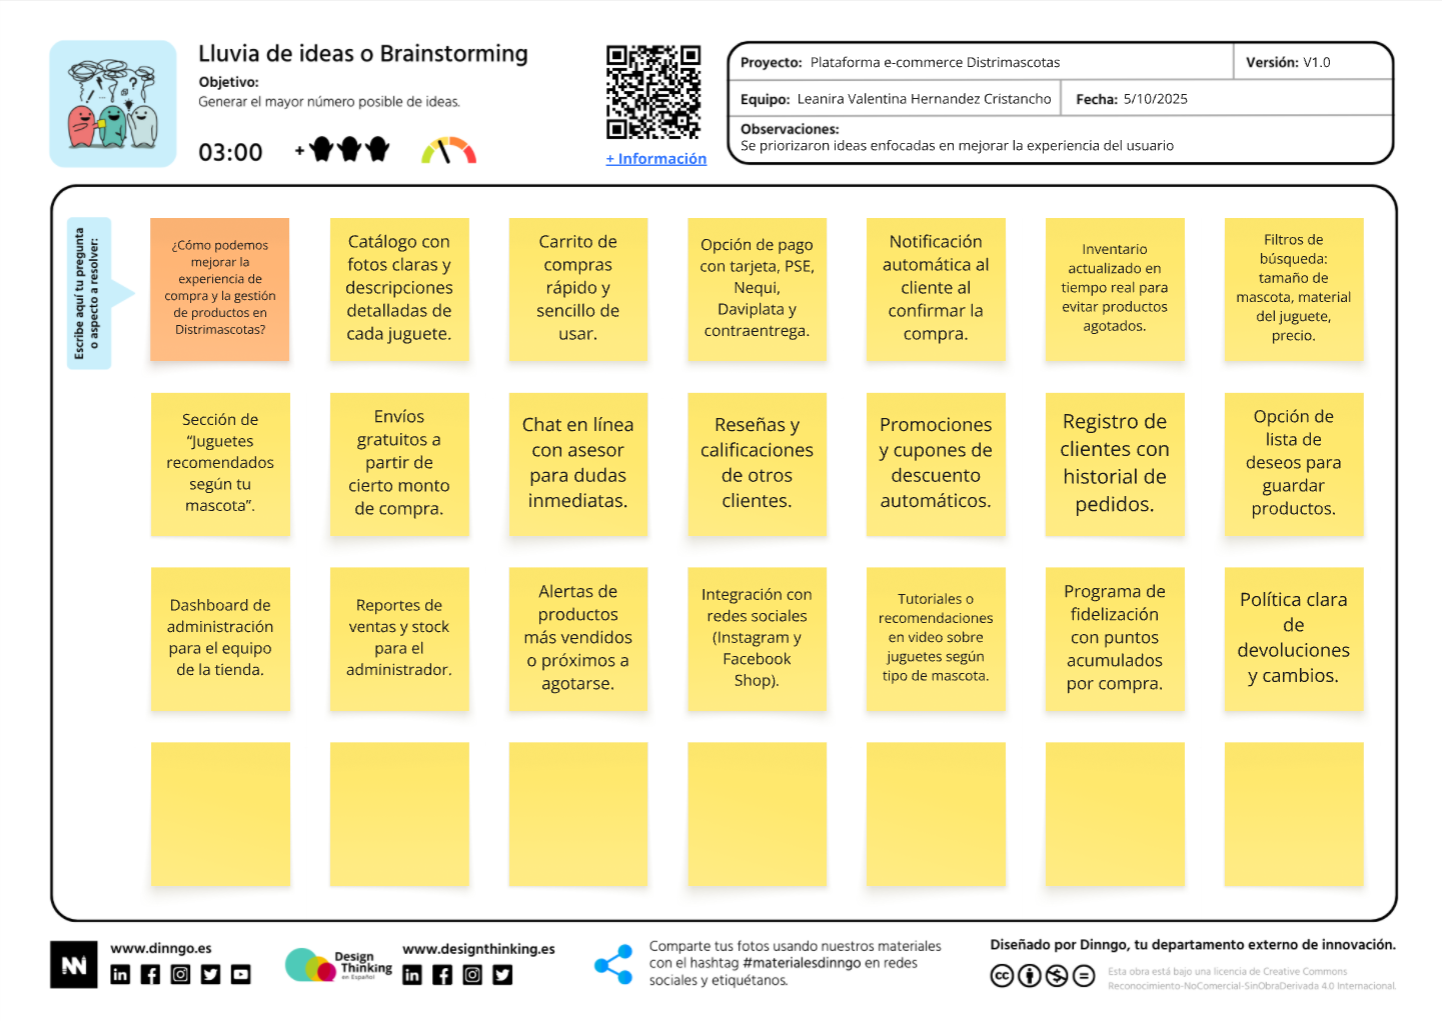 Lluvia de ideas o Brainstorming
Objetivo:
Generar el mayor número posible de ideas.
03:00
+
+ Información
Proyecto: Plataforma e-commerce Distrimascotas
Versión: V1.0
Equipo: Leanira Valentina Hernandez Cristancho
Fecha: 5/10/2025
Observaciones:
Se priorizaron ideas enfocadas en mejorar la experiencia del usuario
Escribe aquí tu pregunta
o aspecto a resolver:
¿Cómo podemos
mejorar la
experiencia de
compra y la gestión
de productos en
Distrimascotas?
Catálogo con
fotos claras y
descripciones
detalladas de
cada juguete.
Carrito de
compras
rápido y
sencillo de
usar.
Opción de pago
con tarjeta, PSE,
Nequi,
Daviplata y
contraentrega.
Notificación
automática al
cliente al
confirmar la
compra.
Inventario
actualizado en
tiempo real para
evitar productos
agotados.
Filtros de
búsqueda:
tamaño de
mascota, material
del juguete,
precio.
Sección de
“Juguetes
recomendados
según tu
mascota”.
Envíos
gratuitos a
partir de
cierto monto
de compra.
Chat en línea
con asesor
para dudas
inmediatas.
Reseñas y
calificaciones
de otros
clientes.
Promociones
y cupones de
descuento
automáticos.
Registro de
clientes con
historial de
pedidos.
Opción de
lista de
deseos para
guardar
productos.
Dashboard de
administración
para el equipo
de la tienda.
Reportes de
ventas y stock
para el
administrador.
Alertas de
productos
más vendidos
o próximos a
agotarse.
Integración con
redes sociales
(Instagram y
Facebook
Shop).
Tutoriales o
recomendaciones
en video sobre
juguetes según
tipo de mascota.
Programa de
fidelización
con puntos
acumulados
por compra.
Política clara
de
devoluciones
y cambios.
www.dinngo.es
Design
Thinking
en Español
www.designthinking.es
Comparte tus fotos usando nuestros materiales
con el hashtag #materialesdinngo en redes
sociales y etiquétanos.
Diseñado por Dinngo, tu departamento externo de innovación.
Esta obra está bajo una licencia de Creative Commons
Reconocimiento-NoComercial-SinObraDerivada 4.0 Internacional.